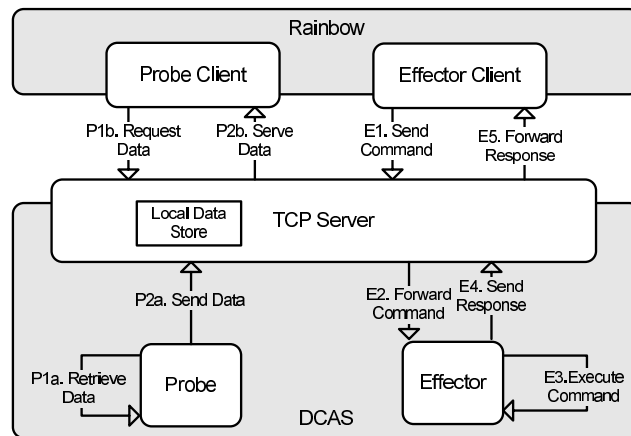 Rainbow
Probe Client
Effector Client
P1b. Request
Data
P2b. Serve
Data
E1. Send
Command
E5. Forward
Response
Local Data
Store
TCP Server
P2a. Send Data
E2. Forward
Command
E4. Send
Response
P1a. Retrieve
Data
Probe
Effector
E3.Execute
Command
DCAS